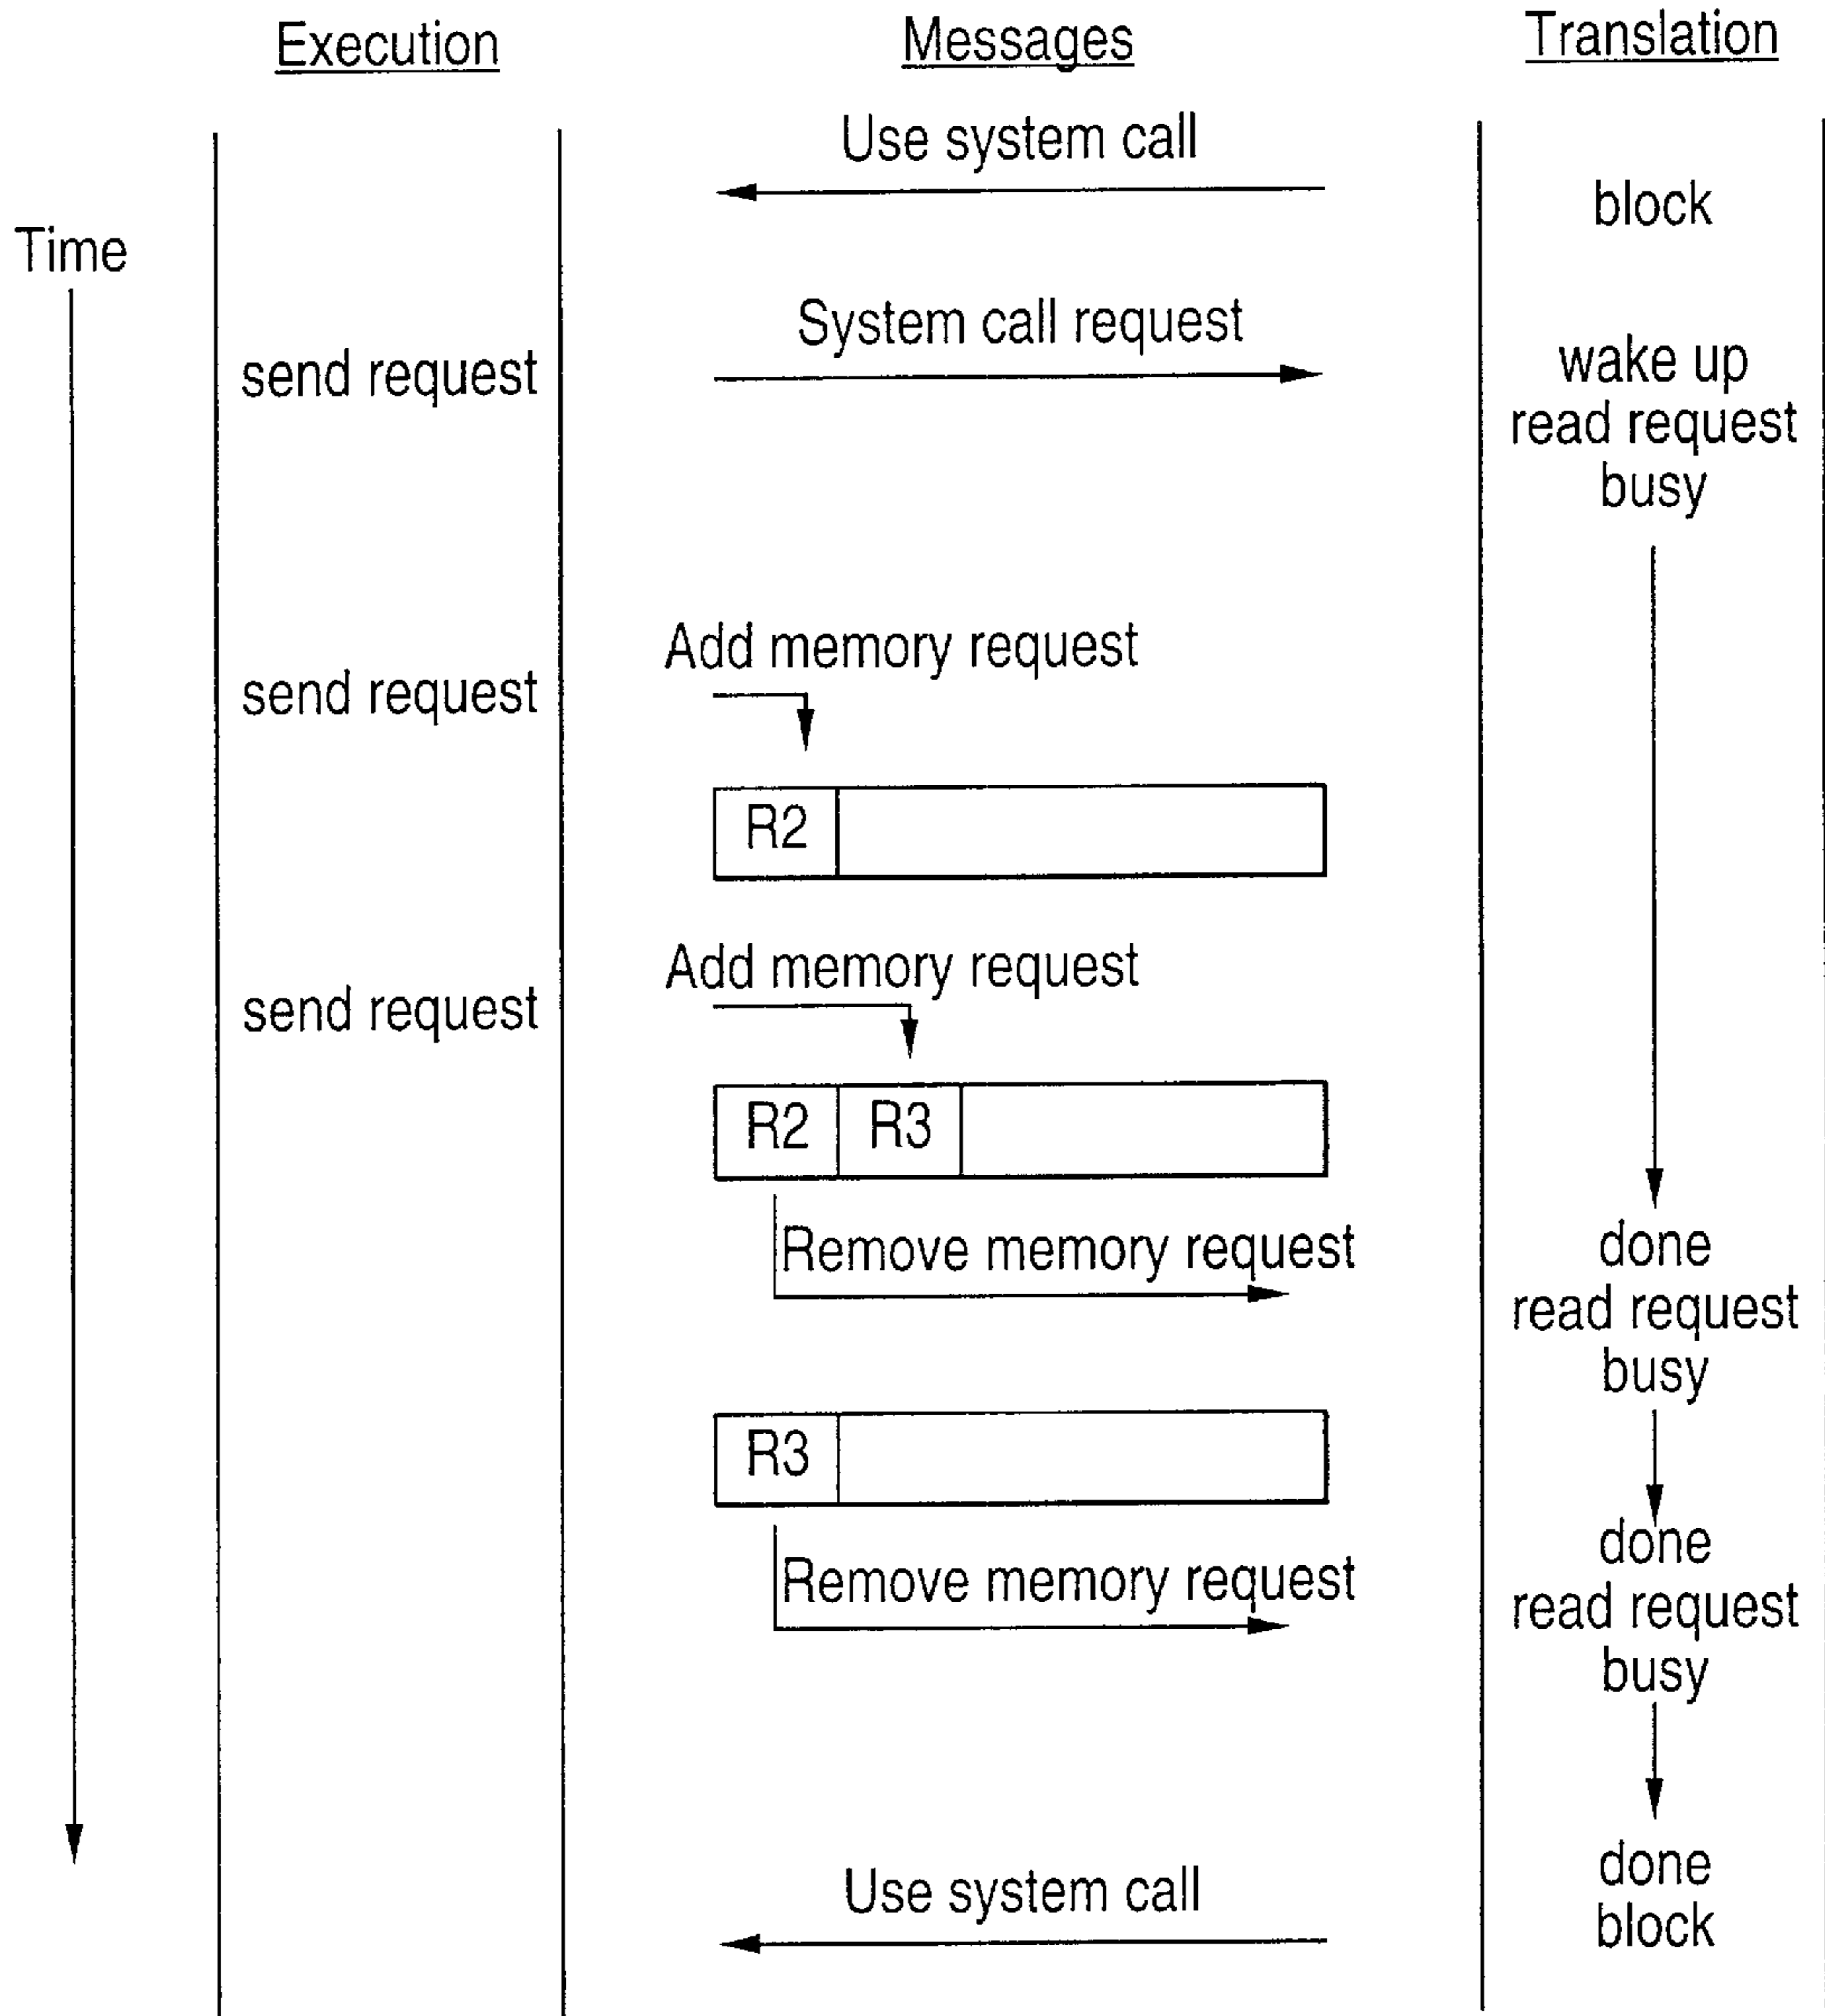 Execution
Messages
Translation
Use system call
block
Time
System call request
send request
wake up
read request
busy
Add memory request
send request
R2
Add memory request
send request
R2 R3
Remove memory request
done
read request
busy
R3
Remove memory request
done
read request
busy
Use system call
done
block